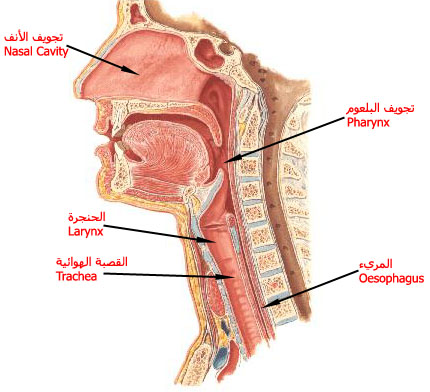 تجويف الأنف
Nasal Cavity
تجويف البلعوم
Pharynx
الحنجرة
Larynx
القصبة الهوائية
Trachea
المريء
Oesophagus